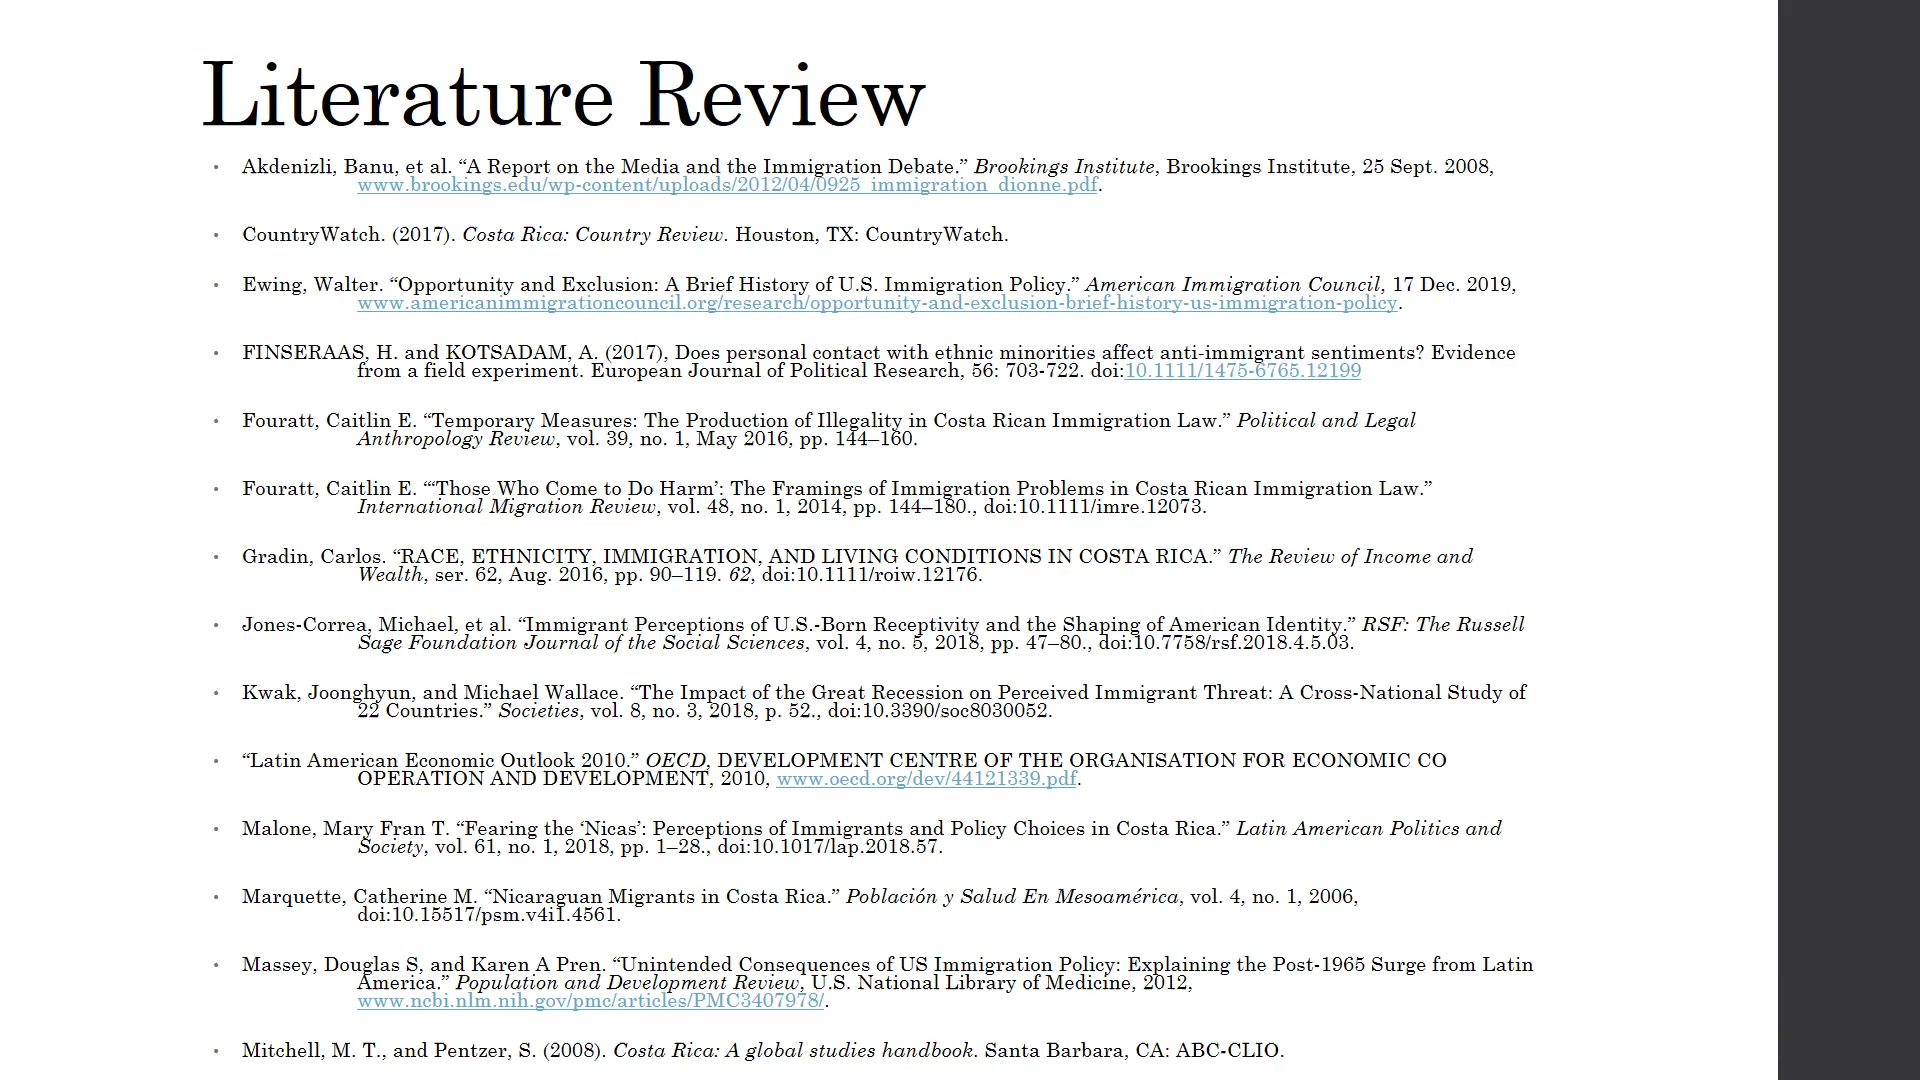 Literature Review
• Akdenizli, Banu, et al. “A Report on the Media and the Immigration Debate.” Brookings Institute, Brookings Institute, 25 Sept. 2008,
www.brookings.edu/wp-content/uploads/2012/04/0925_immigration_dionne.pdf.
• CountryWatch. (2017). Costa Rica: Country Review. Houston, TX: CountryWatch.
• Ewing, Walter. “Opportunity and Exclusion: A Brief History of U.S. Immigration Policy.” American Immigration Council, 17 Dec. 2019,
www.americanimmigrationcouncil.org/research/opportunity-and-exclusion-brief-history-us-immigration-policy.
• FINSERAAS, H. and KOTSADAM, A. (2017), Does personal contact with ethnic minorities affect anti-immigrant sentiments? Evidence
from a field experiment. European Journal of Political Research, 56: 703-722. doi:10.1111/1475-6765.12199
• Fouratt, Caitlin E. “Temporary Measures: The Production of Illegality in Costa Rican Immigration Law.” Political and Legal
Anthropology Review, vol. 39, no. 1, May 2016, pp. 144–160.
• Fouratt, Caitlin E. “‘Those Who Come to Do Harm’: The Framings of Immigration Problems in Costa Rican Immigration Law.”
International Migration Review, vol. 48, no. 1, 2014, pp. 144–180., doi:10.1111/imre.12073.
• Gradin, Carlos. “RACE, ETHNICITY, IMMIGRATION, AND LIVING CONDITIONS IN COSTA RICA.” The Review of Income and
Wealth, ser. 62, Aug. 2016, pp. 90–119. 62, doi:10.1111/roiw.12176.
• Jones-Correa, Michael, et al. “Immigrant Perceptions of U.S.-Born Receptivity and the Shaping of American Identity.” RSF: The Russell
Sage Foundation Journal of the Social Sciences, vol. 4, no. 5, 2018, pp. 47–80., doi:10.7758/rsf.2018.4.5.03.
• Kwak, Joonghyun, and Michael Wallace. “The Impact of the Great Recession on Perceived Immigrant Threat: A Cross-National Study of
22 Countries.” Societies, vol. 8, no. 3, 2018, p. 52., doi:10.3390/soc8030052.
• “Latin American Economic Outlook 2010.” OECD, DEVELOPMENT CENTRE OF THE ORGANISATION FOR ECONOMIC CO
OPERATION AND DEVELOPMENT, 2010, www.oecd.org/dev/44121339.pdf.
• Malone, Mary Fran T. “Fearing the ‘Nicas’: Perceptions of Immigrants and Policy Choices in Costa Rica.” Latin American Politics and
Society, vol. 61, no. 1, 2018, pp. 1–28., doi:10.1017/lap.2018.57.
• Marquette, Catherine M. “Nicaraguan Migrants in Costa Rica.” Población y Salud En Mesoamérica, vol. 4, no. 1, 2006,
doi:10.15517/psm.v4i1.4561.
• Massey, Douglas S, and Karen A Pren. “Unintended Consequences of US Immigration Policy: Explaining the Post-1965 Surge from Latin
America.” Population and Development Review, U.S. National Library of Medicine, 2012,
www.ncbi.nlm.nih.gov/pmc/articles/PMC3407978/.
• Mitchell, M. T., and Pentzer, S. (2008). Costa Rica: A global studies handbook. Santa Barbara, CA: ABC-CLIO.